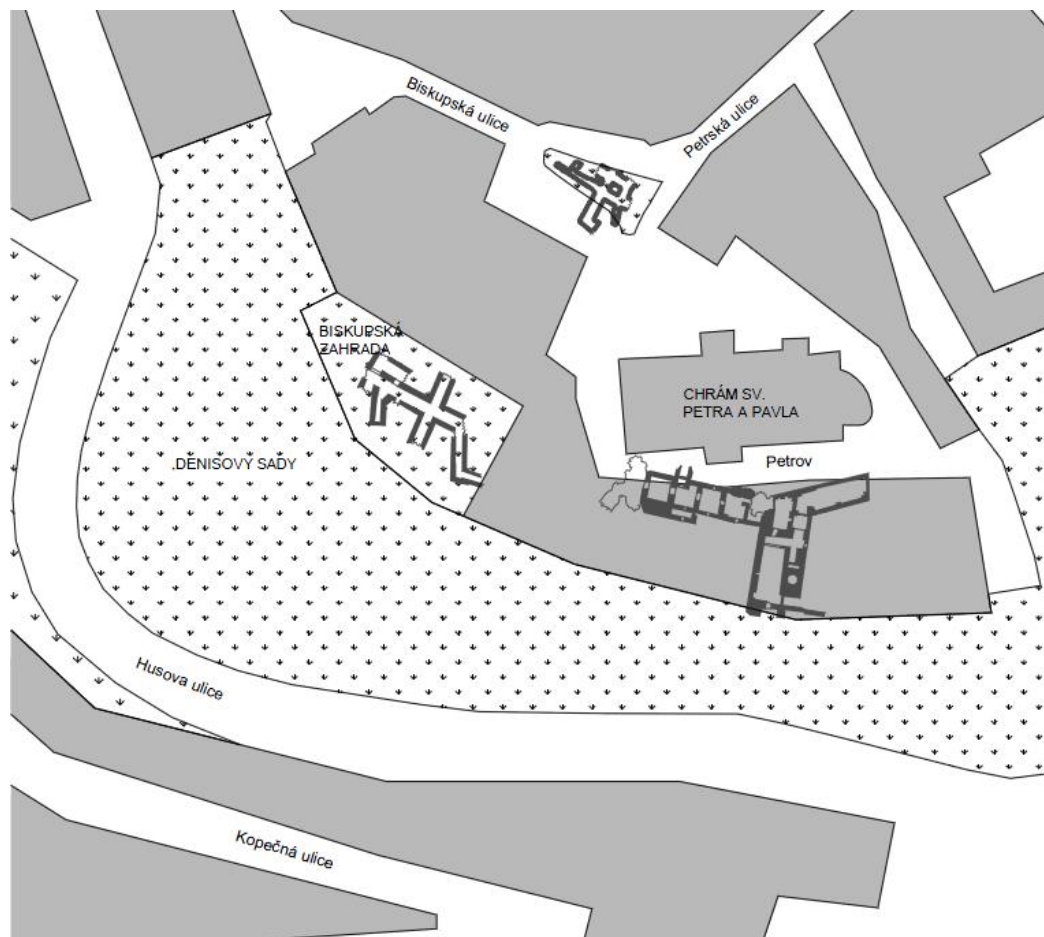 Biskupská ulice
Petrská ulice
BISKUPSKÁ
ZAHRADA
CHRÁM SV.
PETRA A PAVLA
Petrov
DENISOVY SADY
Husova ulice
Kopečná ulice